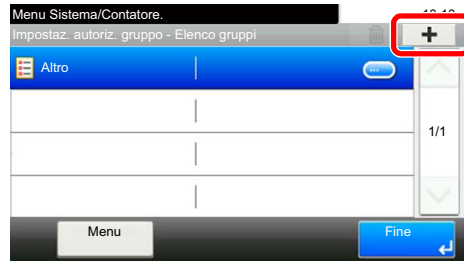 Menu Sistema/Contatore.
Impostaz. autoriz. gruppo - Elenco gruppi
Altro
1/1
Menu
Fine